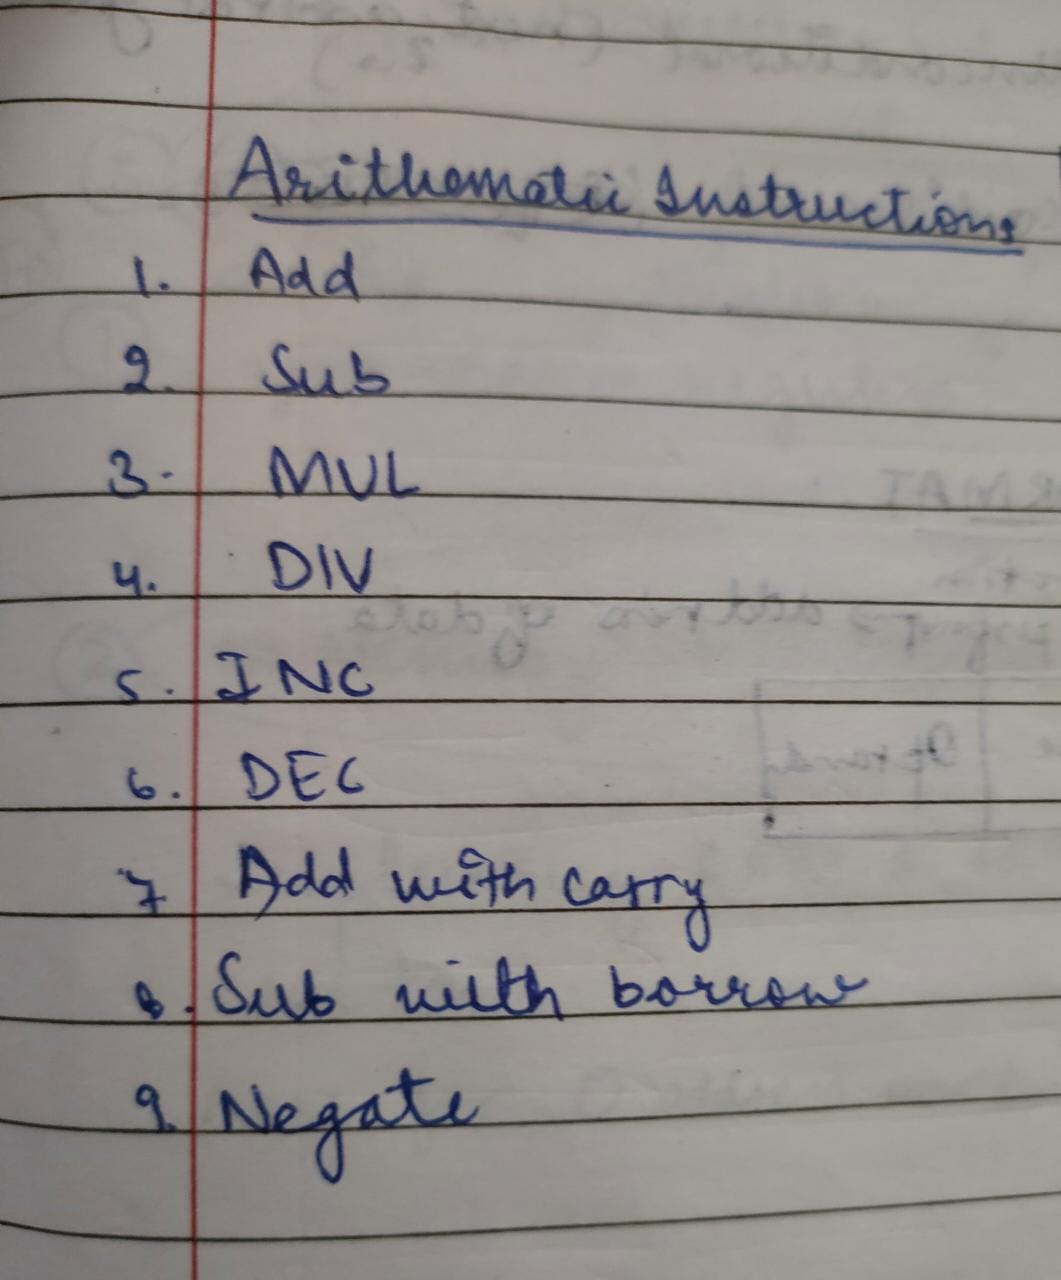 Arithematic Instructions
1. Add
2. Sub
3. MUL
4. DIV
5. INC
6. DEC
7 Add with carry
8. Sub with borrow
9. Negate